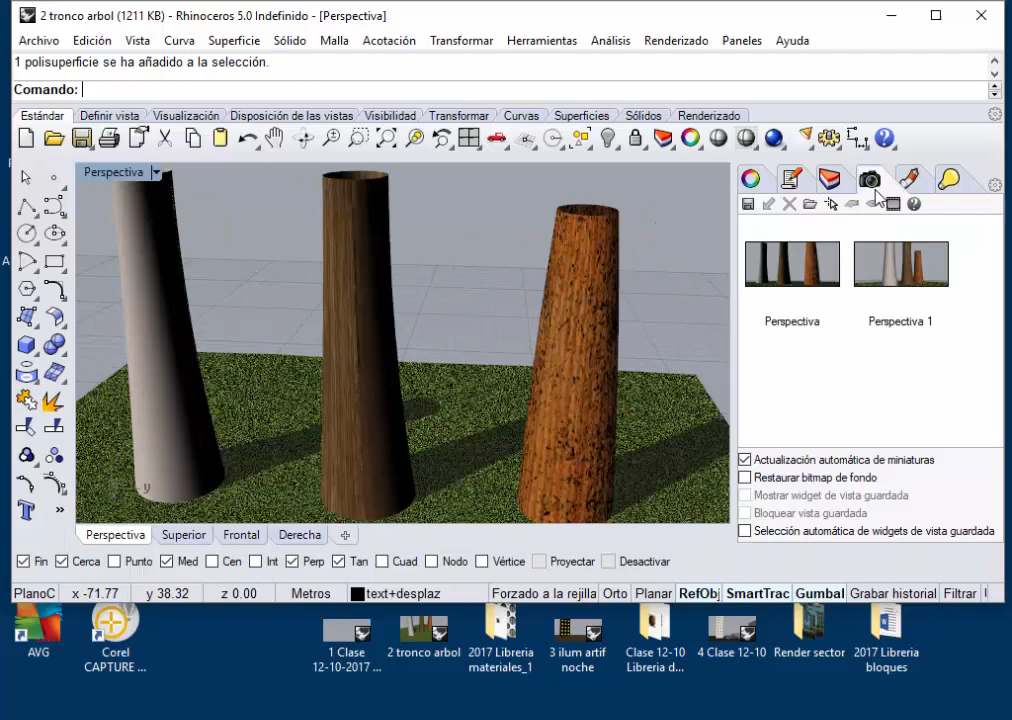 2 tronco arbol (1211 KB) - Rhinoceros 5.0 Indefinido - [Perspectiva]
Archivo Edición Vista Curva Superficie Sólido Malla Acotación Transformar Herramientas Análisis Renderizado Paneles Ayuda
1 polisuperficie se ha añadido a la selección.
Comando:
Estándar Definir vista Visualización Disposición de las vistas Visibilidad Transformar Curvas Superficies Sólidos Renderizado
Perspectiva
Perspectiva Perspectiva 1
Actualización automática de miniaturas
Restaurar bitmap de fondo
Mostrar widget de vista guardada
Bloquear vista guardada
Selección automática de widgets de vista guardada
y
Perspectiva Superior Frontal Derecha
Fin Cerca Punto Med Cen Int Perp Tan Cuad Nodo Vértice Proyectar Desactivar
PlanoC x -71.77 y 38.32 z 0.00 Metros text+desplaz Forzado a la rejilla Orto Planar RefObj SmartTrac Gumbal Grabar historial Filtrar
AVG
Corel
CAPTURE ...
1 Clase
12-10-2017 ...
2 tronco arbol
2017 Libreria
materiales_1
3 ilum artif
noche
Clase 12-10
Libreria d...
4 Clase 12-10
Render sector
2017 Libreria
bloques